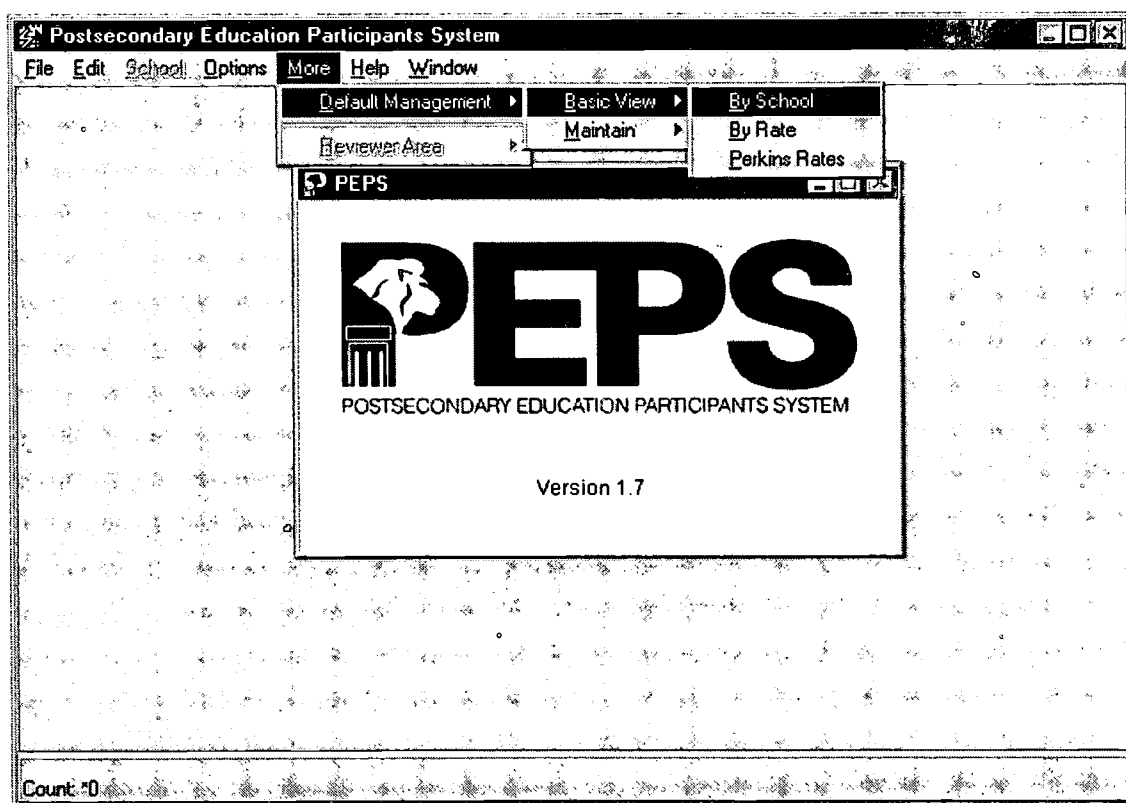 Postsecondary Education Participants System
File Edit School Options More Help Window
Default Management Basic View By School
Maintain By Rate
Reviewer Area Perkins Rates
PEPS
PEPS
POSTSECONDARY EDUCATION PARTICIPANTS SYSTEM
Version 1.7
Count: *0